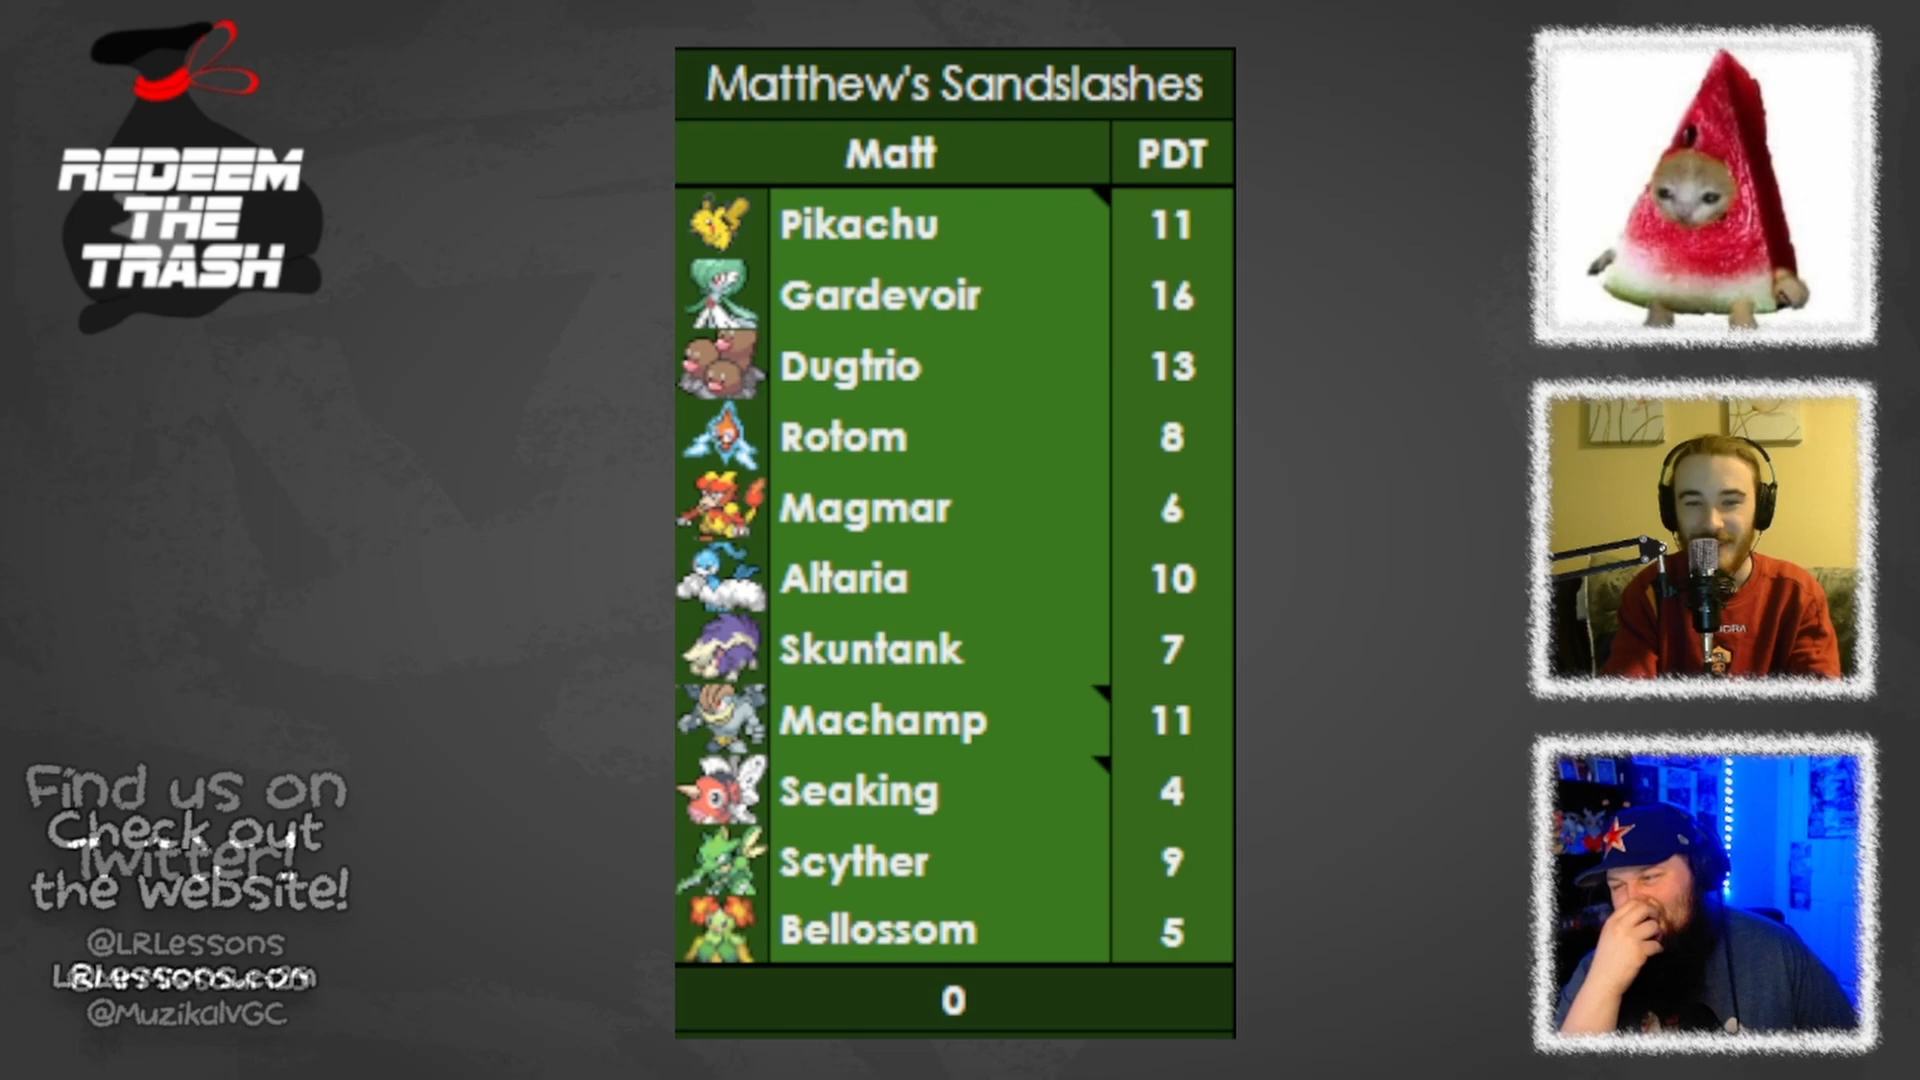 REDEEM
THE
TRASH
Matthew's Sandslashes
Matt PDT
Pikachu 11
Gardevoir 16
Dugtrio 13
Rotom 8
Magmar 6
Altaria 10
Skuntank 7
Machamp 11
Seaking 4
Scyther 9
Bellossom 5
0
Find us on
Check out
Twitter!
the website!
@LRLessons
@MuzikalvGC